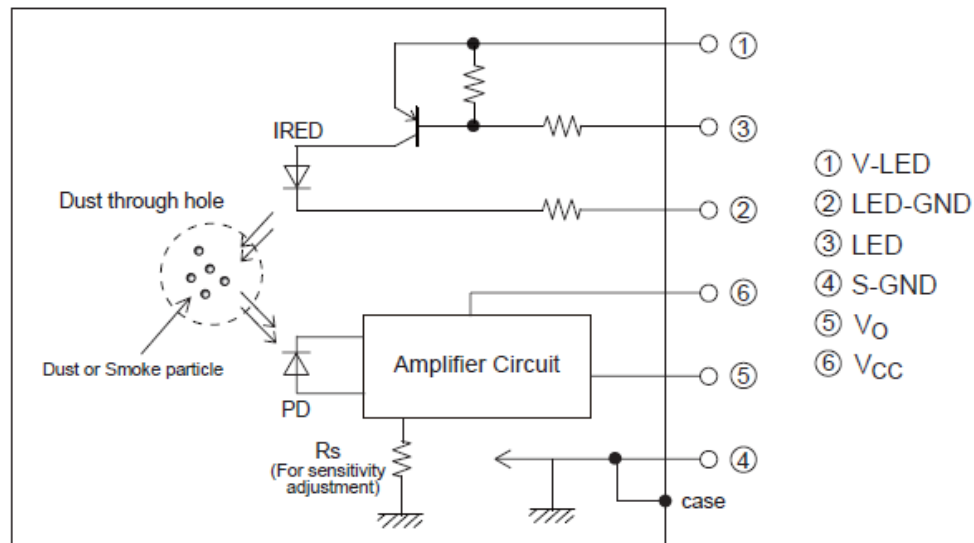 ①
③
IRED
① V-LED
Dust through hole
②
② LED-GND
③ LED
⑥
④ S-GND
⑤ VO
Amplifier Circuit
⑥ VCC
Dust or Smoke particle
⑤
PD
Rs
(For sensitivity
adjustment)
④
case